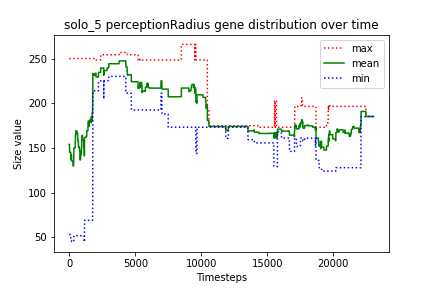 solo_5 perceptionRadius gene distribution over time
max
mean
min
Size value
250
200
150
100
50
0
5000
10000
15000
20000
Timesteps